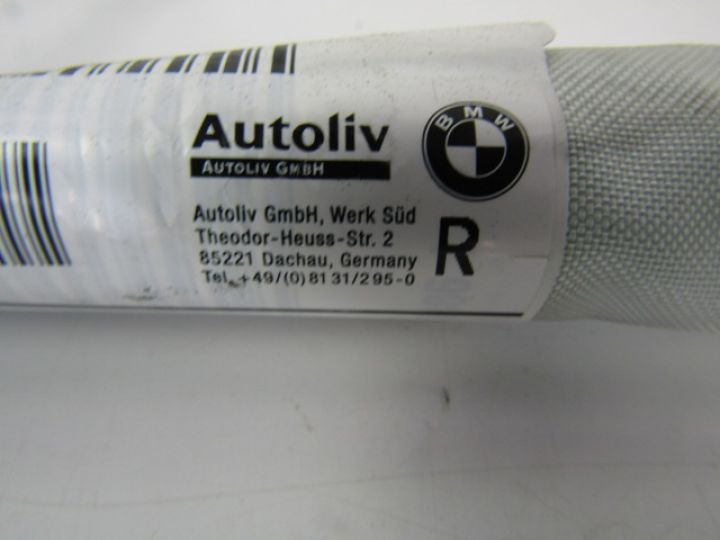 Autoliv
AUTOLIV GMBH
BMW
Autoliv GmbH, Werk Süd
Theodor-Heuss-Str. 2
85221 Dachau, Germany
Tel. +49/(0)8131/295-0
R